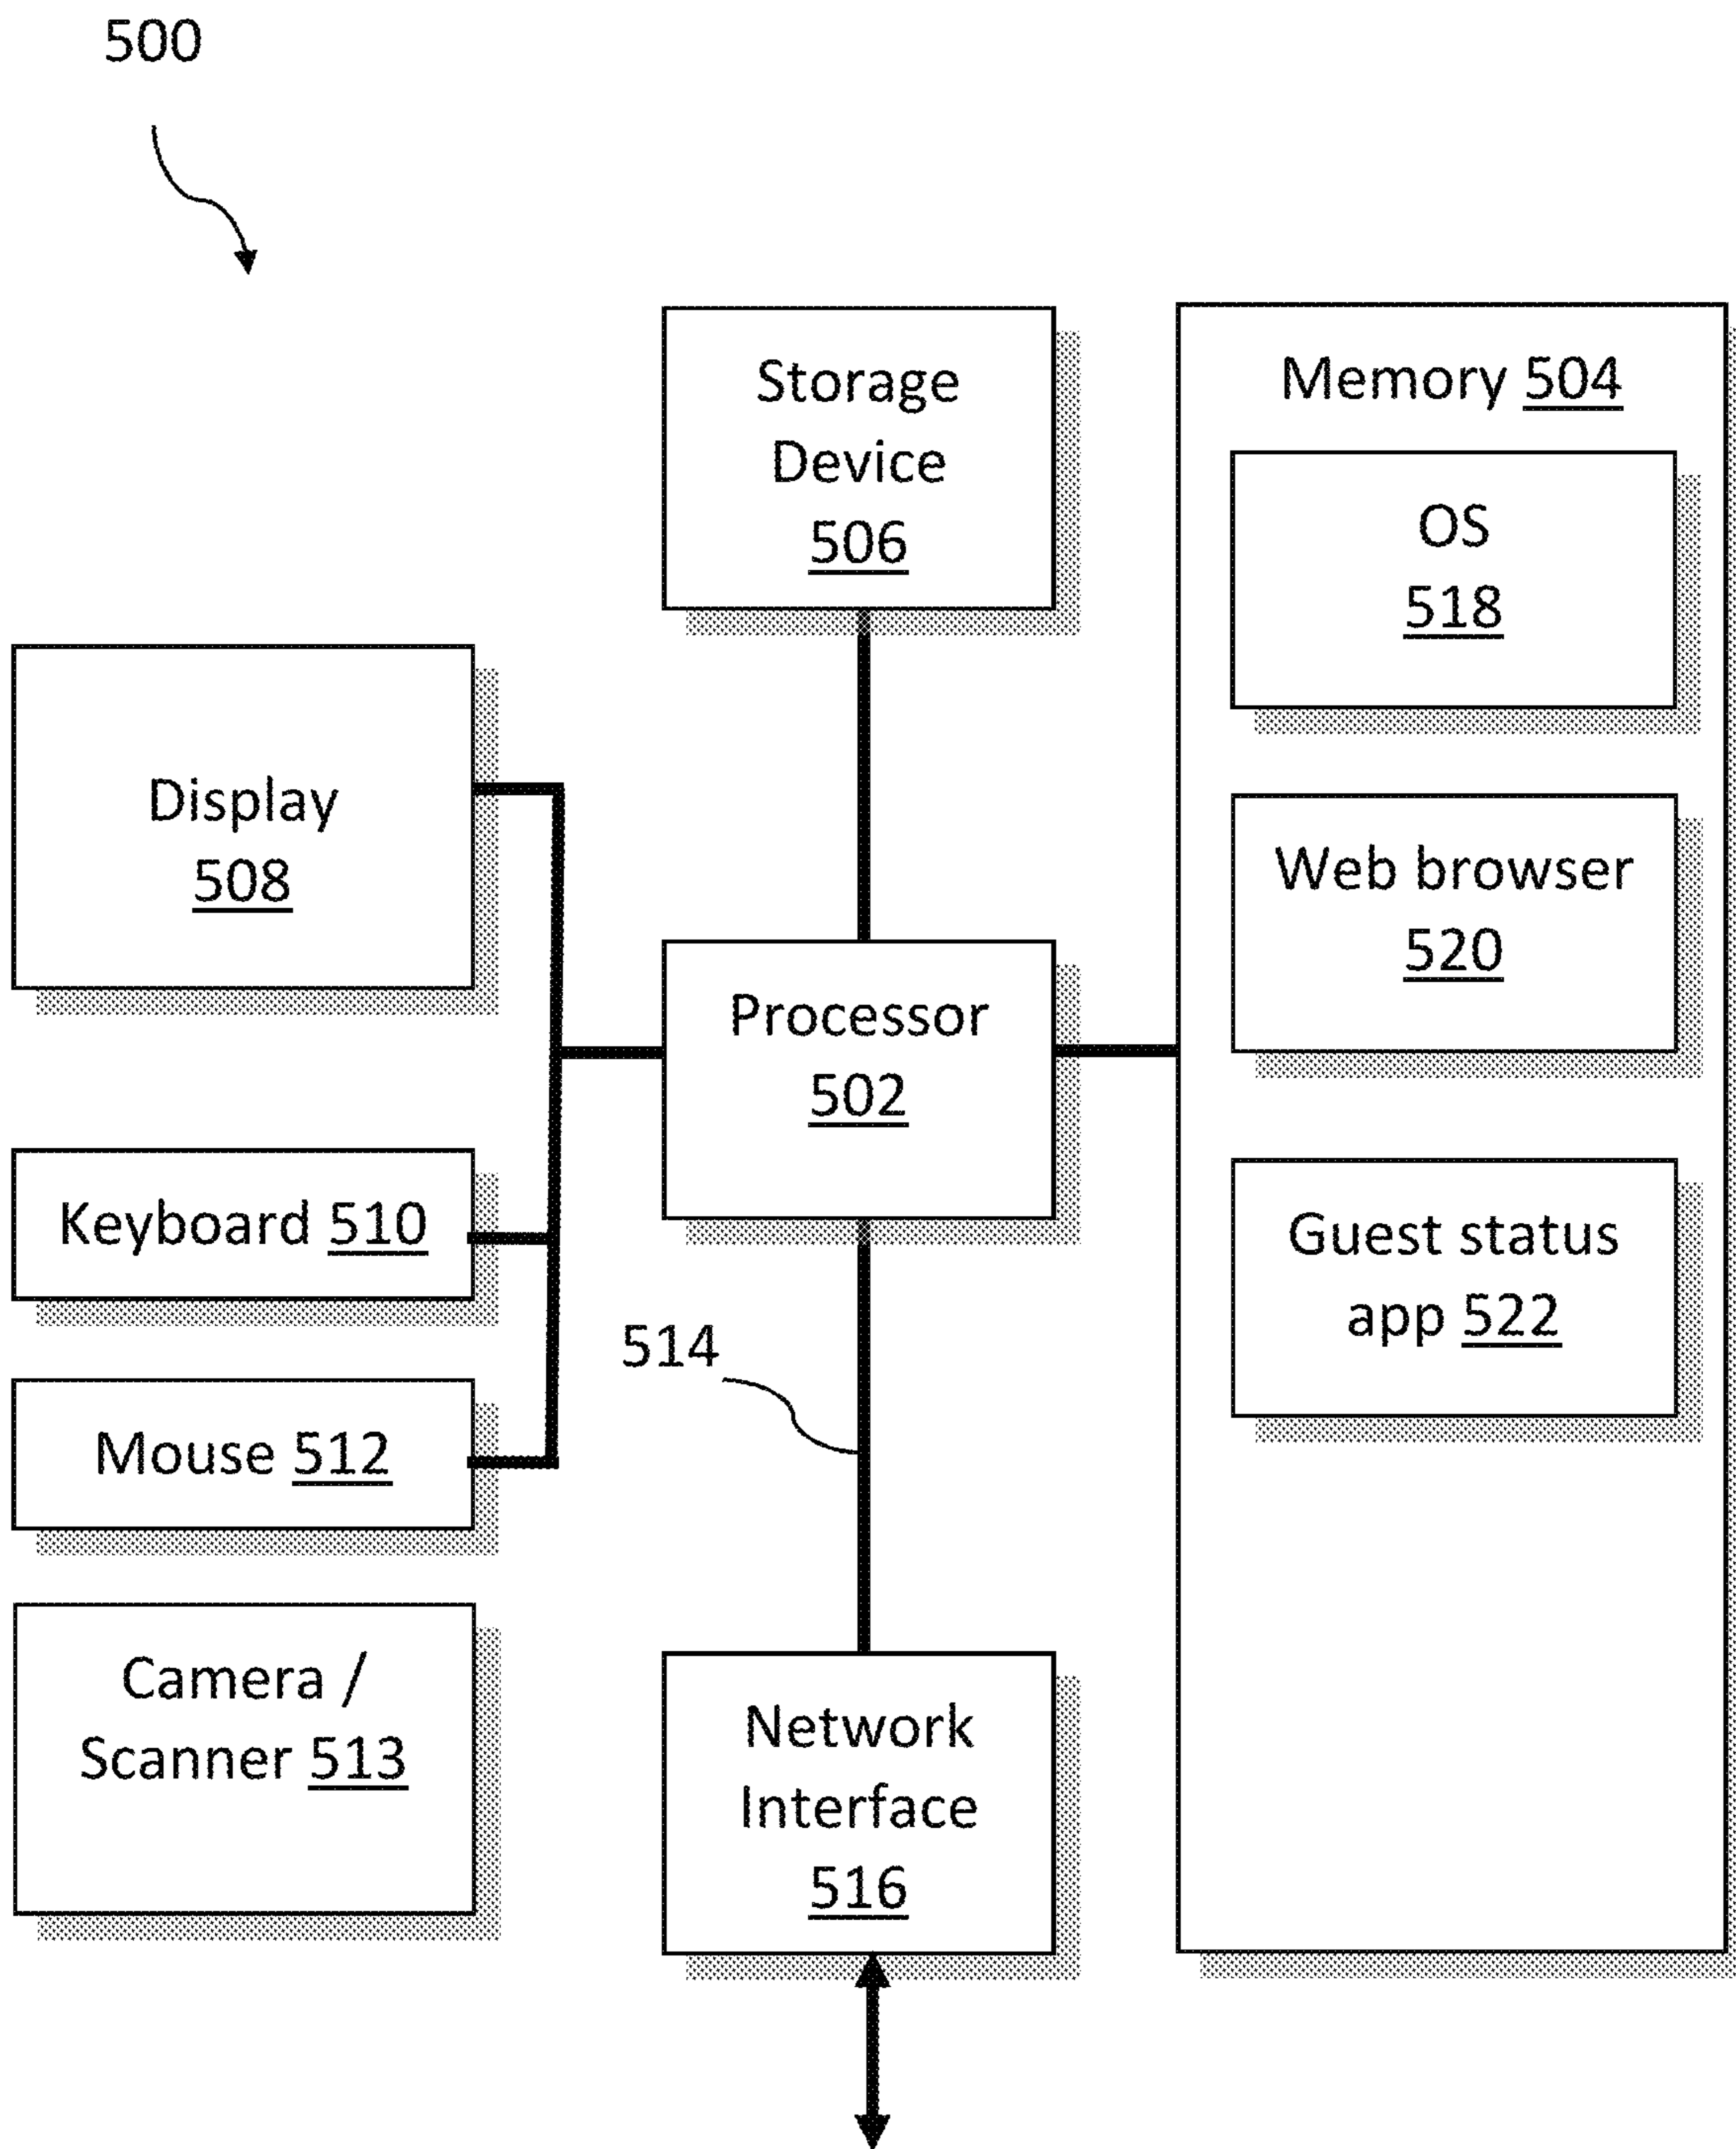 500
Storage
Device
506
Memory 504
OS
518
Web browser
520
Guest status
app 522
Display
508
Processor
502
Keyboard 510
Mouse 512
514
Camera /
Scanner 513
Network
Interface
516